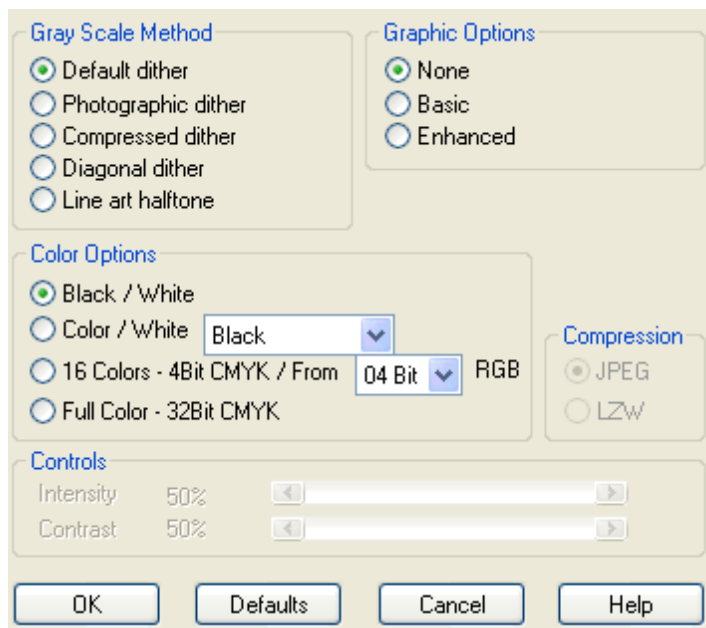 Gray Scale Method
Default dither
Photographic dither
Compressed dither
Diagonal dither
Line art halftone
Graphic Options
None
Basic
Enhanced
Color Options
Black / White
Color / White Black
16 Colors - 4Bit CMYK / From 04 Bit RGB
Full Color - 32Bit CMYK
Compression
JPEG
LZW
Controls
Intensity 50%
Contrast 50%
OK Defaults Cancel Help